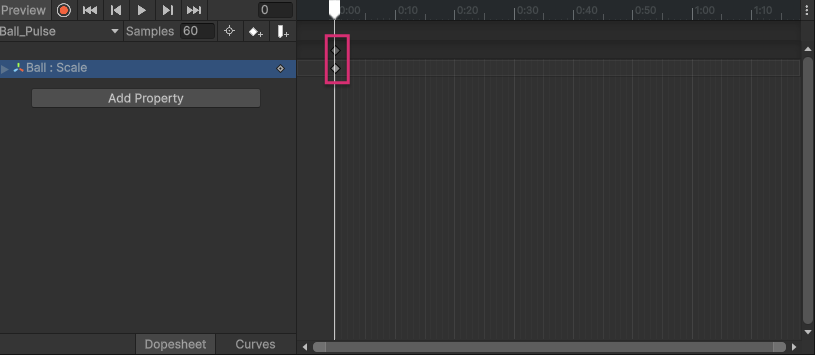 Preview 0 0:00 0:10 0:20 0:30 0:40 0:50 1:00 1:10
Ball_Pulse Samples 60
Ball : Scale
Add Property
Dopesheet Curves